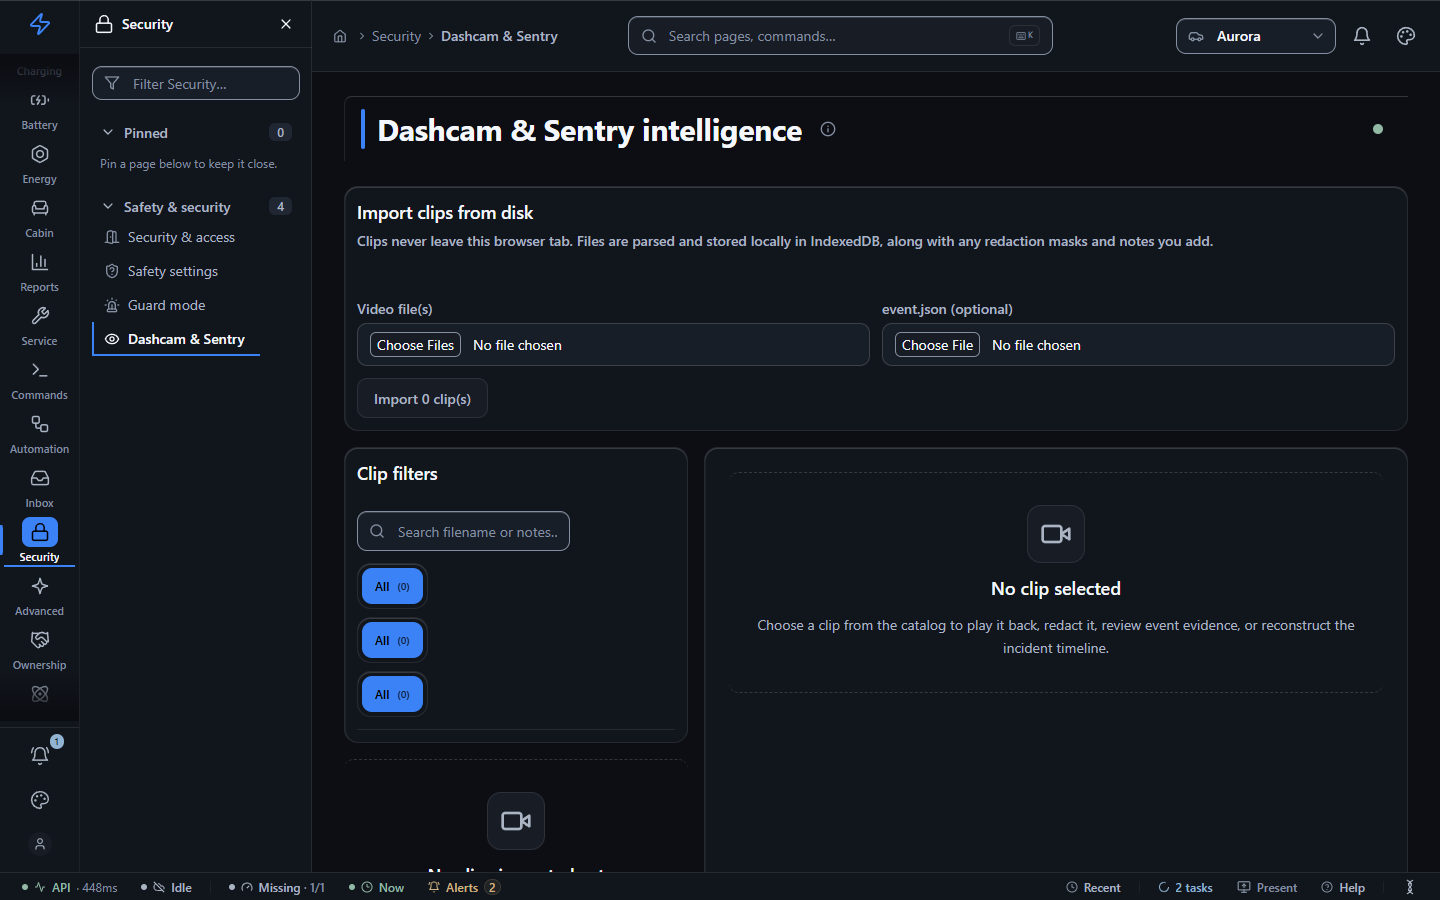 Security
Security
Dashcam & Sentry
Search pages, commands...
K
Aurora
Charging
Battery
Energy
Cabin
Reports
Service
Commands
Automation
Inbox
Security
Advanced
Ownership
1
Filter Security...
Pinned
0
Pin a page below to keep it close.
Safety & security
4
Security & access
Safety settings
Guard mode
Dashcam & Sentry
Dashcam & Sentry intelligence
Import clips from disk
Clips never leave this browser tab. Files are parsed and stored locally in IndexedDB, along with any redaction masks and notes you add.
Video file(s)
Choose Files No file chosen
event.json (optional)
Choose File No file chosen
Import 0 clip(s)
Clip filters
Search filename or notes..
All (0)
All (0)
All (0)
No clip selected
Choose a clip from the catalog to play it back, redact it, review event evidence, or reconstruct the
incident timeline.
API · 448ms
Idle
Missing · 1/1
Now
Alerts 2
Recent
2 tasks
Present
Help